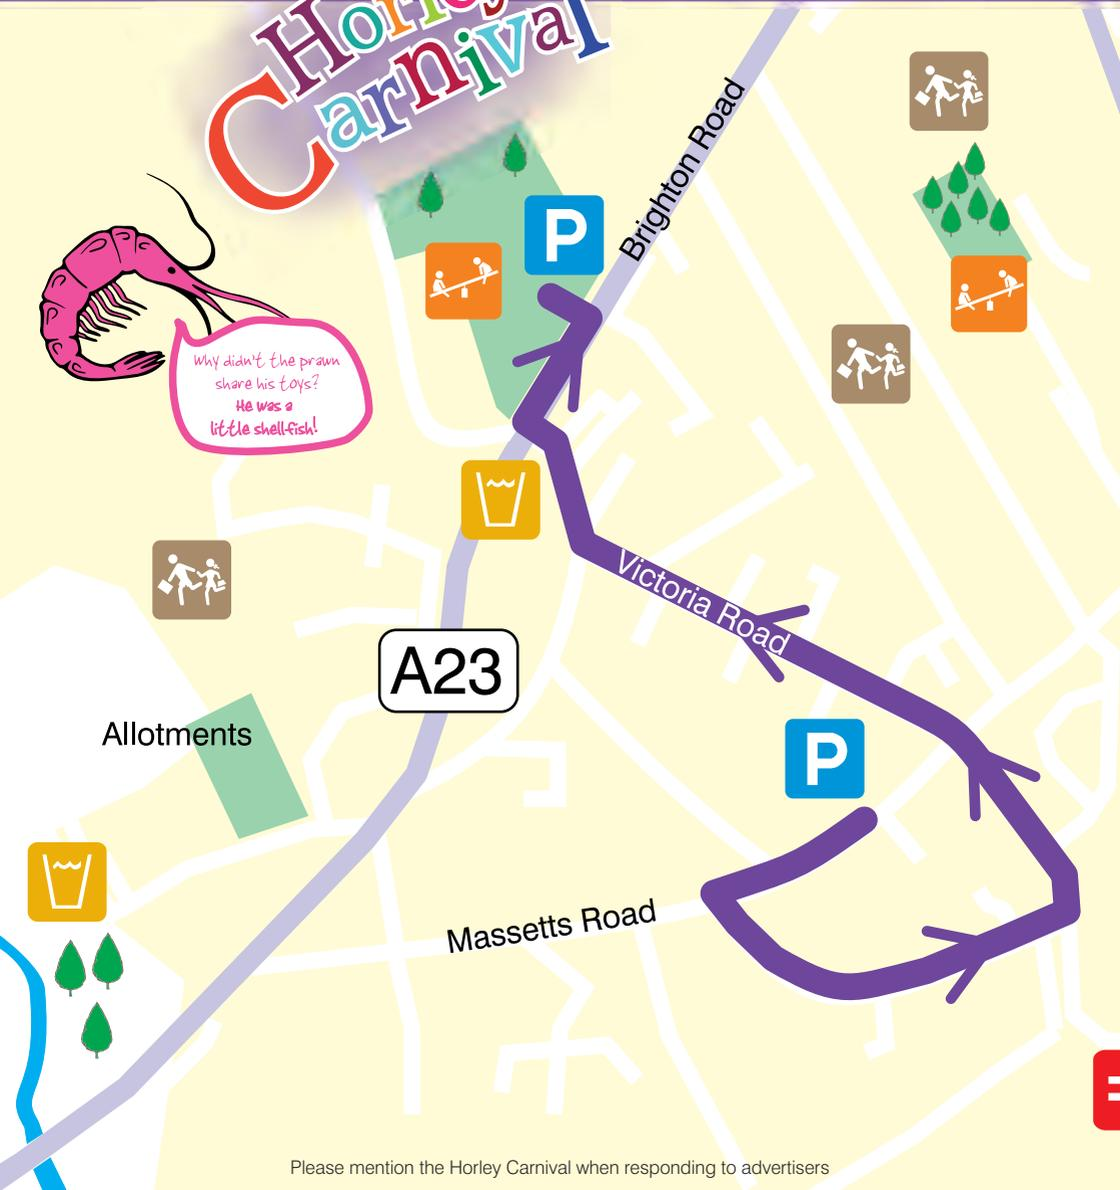 Horley
Carnival
Brighton Road
P
Why didn't the prawn
share his toys?
He was a
little shell-fish!
Victoria Road
A23
Allotments
P
Massetts Road
Please mention the Horley Carnival when responding to advertisers